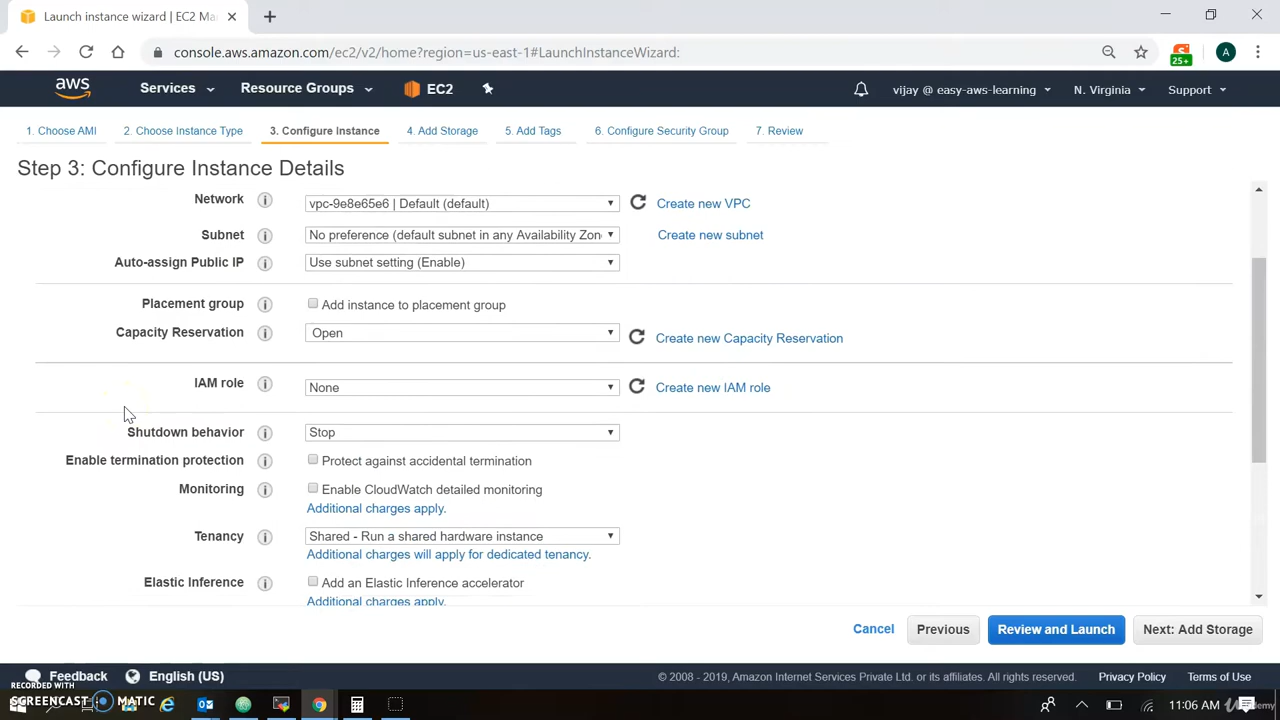 Launch instance wizard | EC2 Ma
console.aws.amazon.com/ec2/v2/home?region=us-east-1#LaunchInstanceWizard:
25+
A
aws
Services
Resource Groups
EC2
vijay @ easy-aws-learning
N. Virginia
Support
1. Choose AMI
2. Choose Instance Type
3. Configure Instance
4. Add Storage
5. Add Tags
6. Configure Security Group
7. Review
Step 3: Configure Instance Details
Network
vpc-9e8e65e6 | Default (default)
Create new VPC
Subnet
No preference (default subnet in any Availability Zon
Create new subnet
Auto-assign Public IP
Use subnet setting (Enable)
Placement group
Add instance to placement group
Capacity Reservation
Open
Create new Capacity Reservation
IAM role
None
Create new IAM role
Shutdown behavior
Stop
Enable termination protection
Protect against accidental termination
Monitoring
Enable CloudWatch detailed monitoring
Additional charges apply.
Tenancy
Shared - Run a shared hardware instance
Additional charges will apply for dedicated tenancy.
Elastic Inference
Add an Elastic Inference accelerator
Additional charges apply.
Cancel
Previous
Review and Launch
Next: Add Storage
Feedback
English (US)
© 2008 - 2019, Amazon Internet Services Private Ltd. or its affiliates. All rights reserved.
Privacy Policy
Terms of Use
RECORDED WITH
SCREENCAST MATIC
11:06 AM